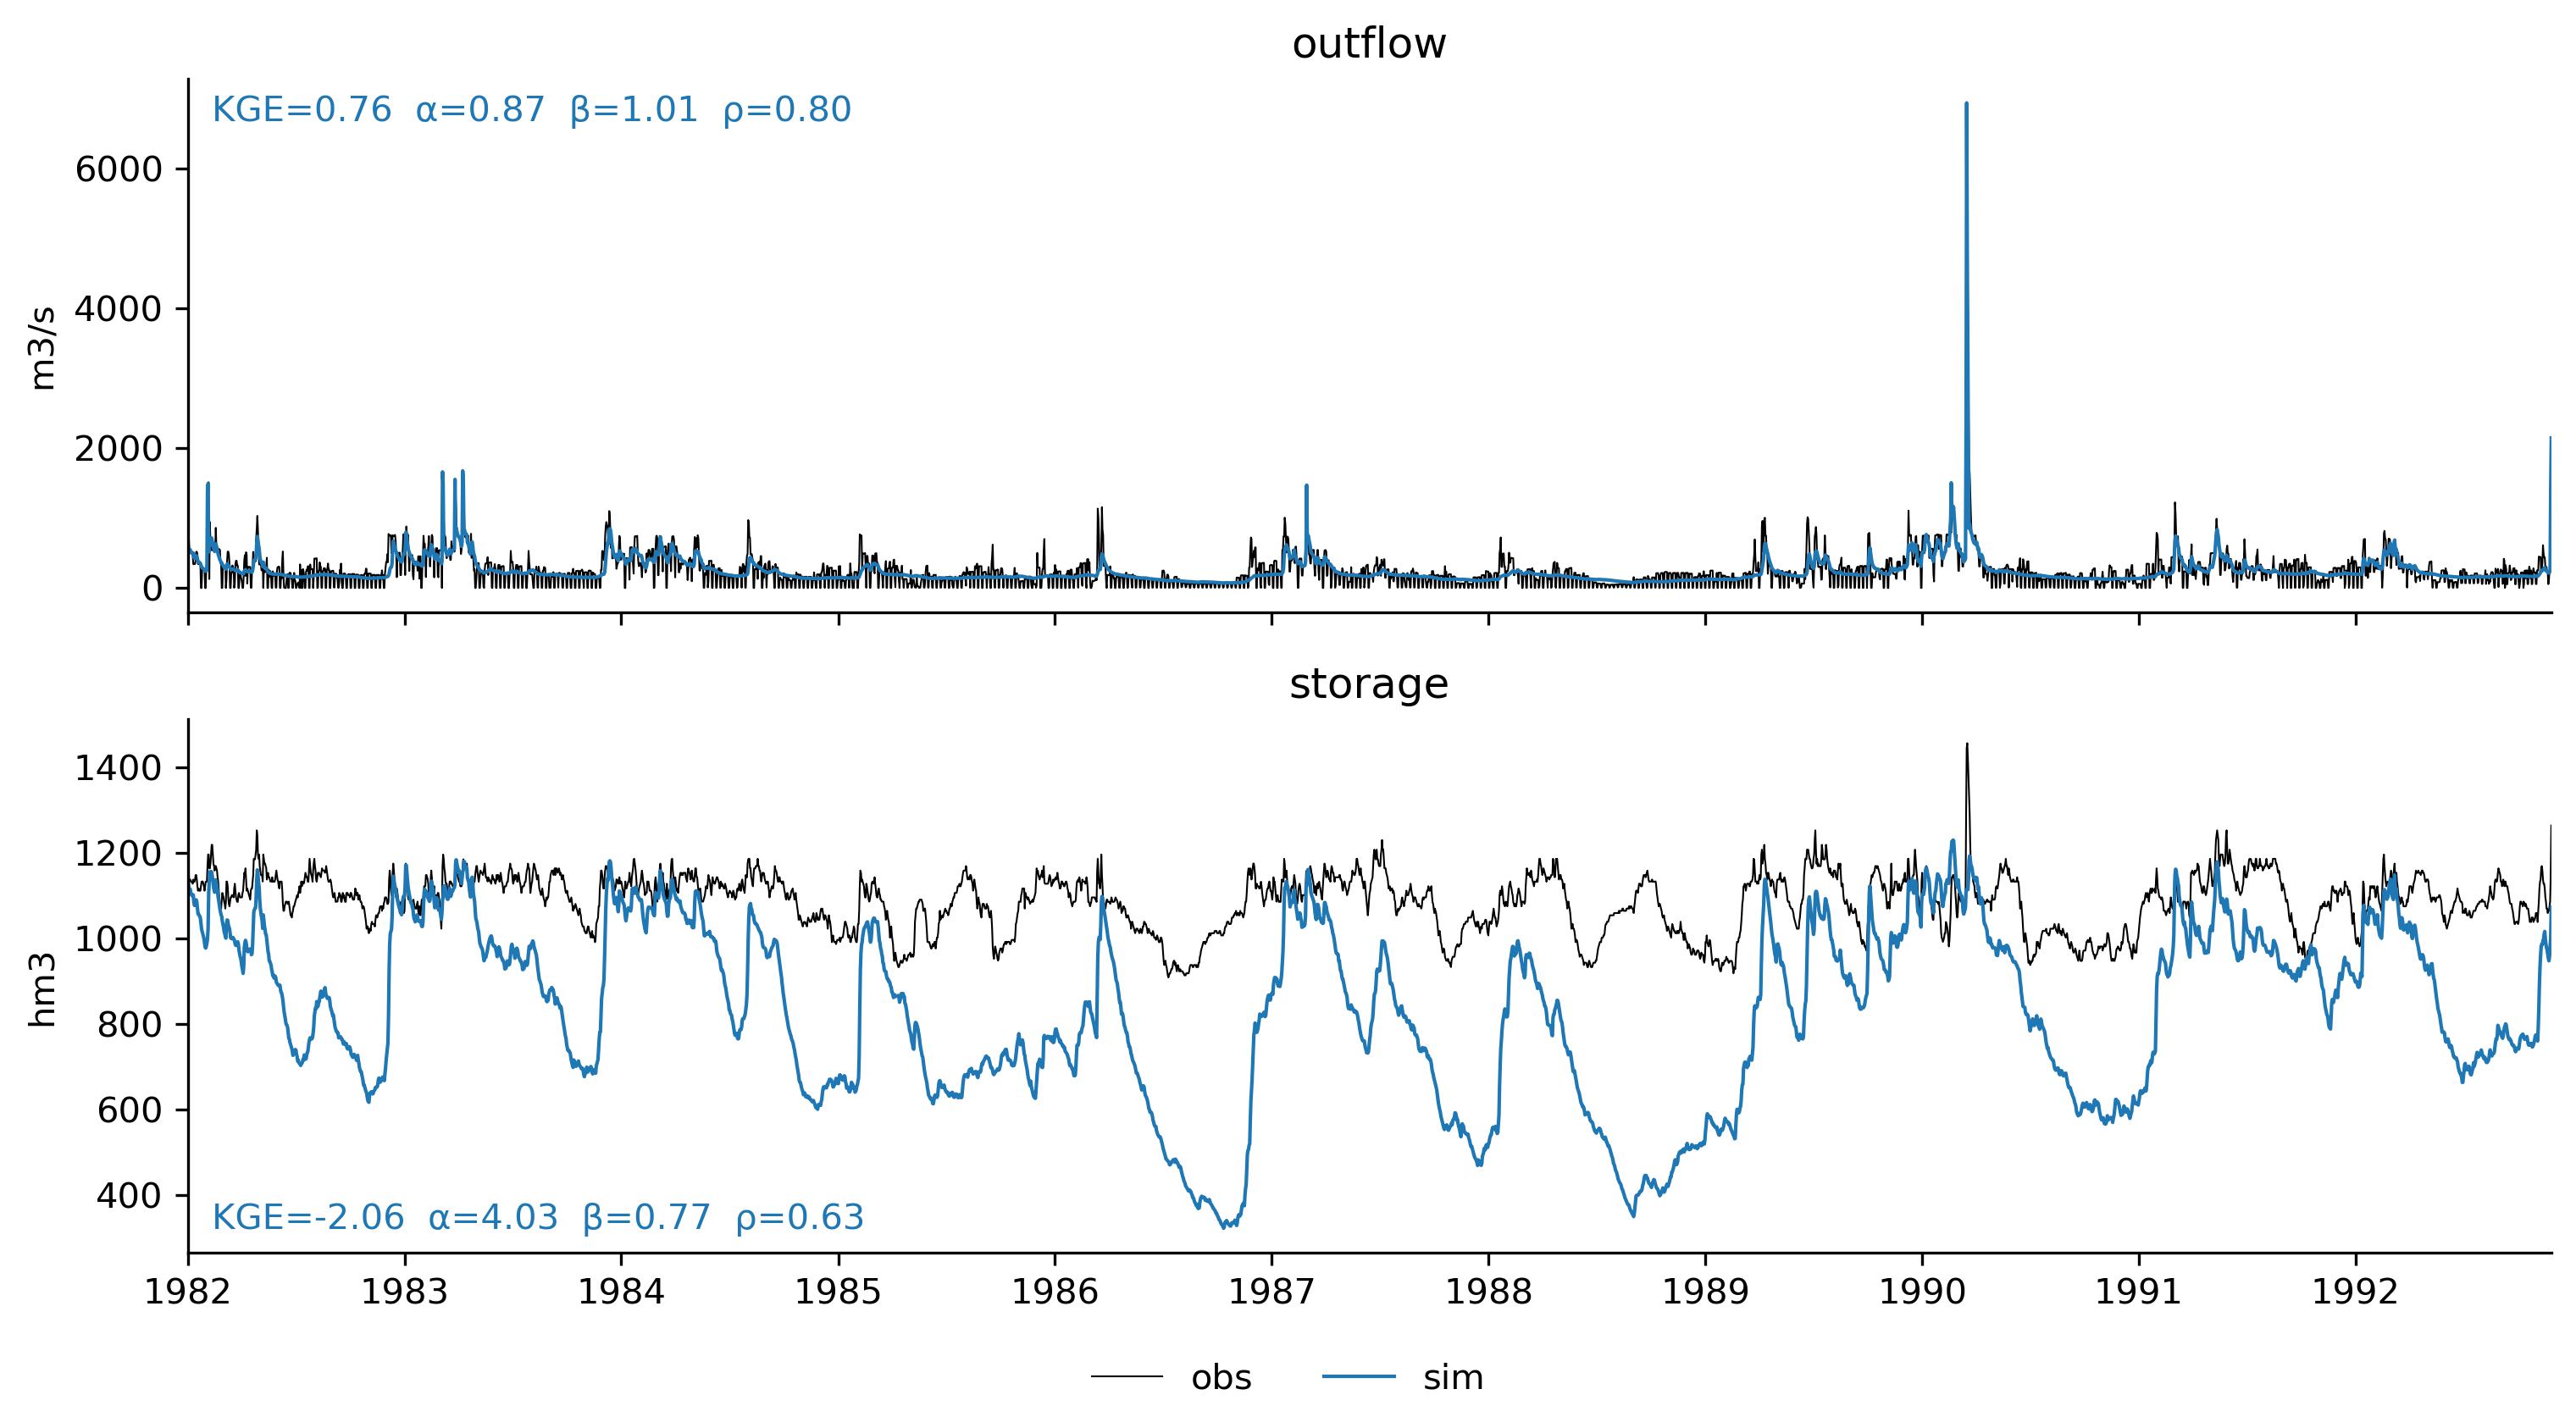 outflow
KGE=0.76 α=0.87 β=1.01 ρ=0.80
6000
4000
2000
0
m3/s
storage
1400
1200
1000
800
600
400
hm3
KGE=-2.06 α=4.03 β=0.77 ρ=0.63
1982 1983 1984 1985 1986 1987 1988 1989 1990 1991 1992
obs sim